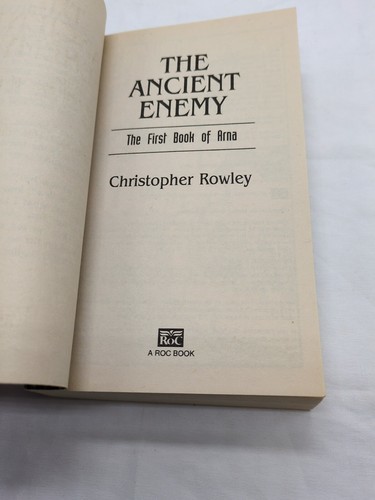 THE
ANCIENT
ENEMY
The First Book of Arna
Christopher Rowley
ROC
A ROC BOOK